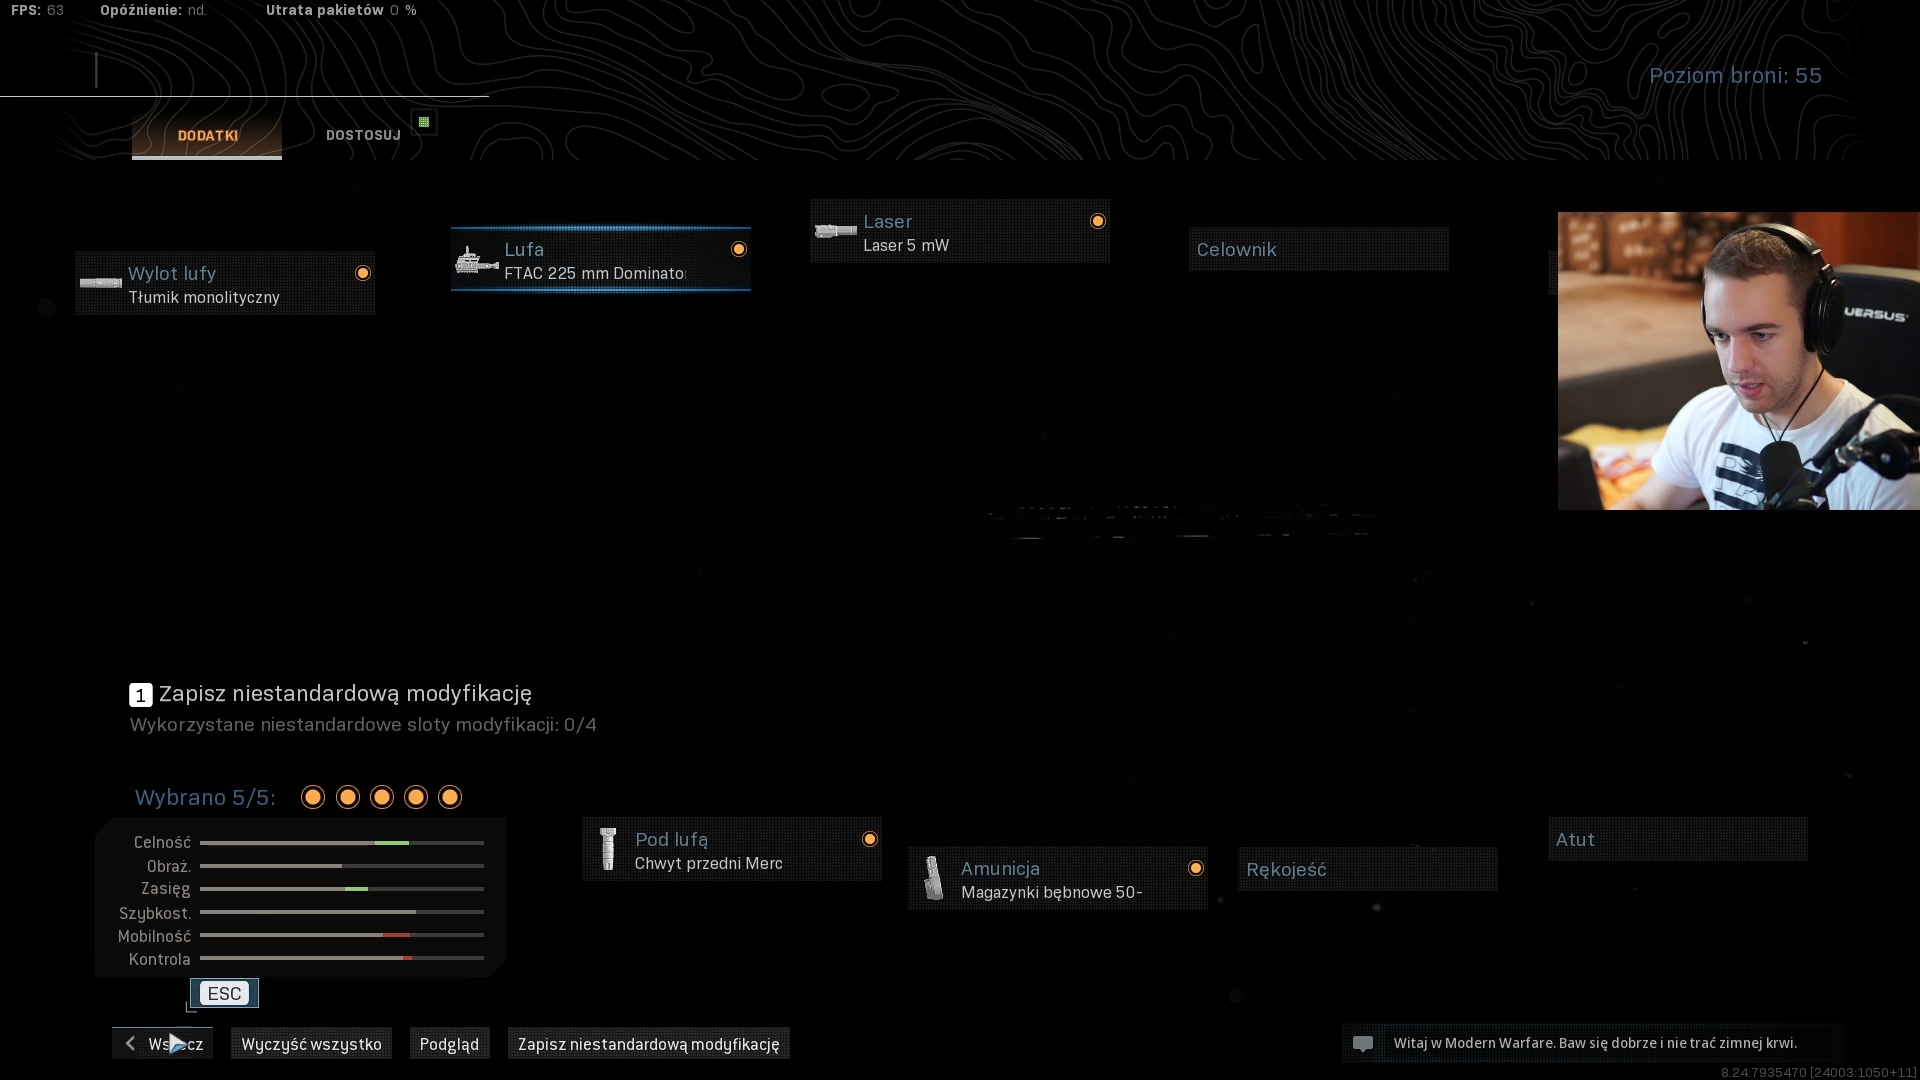 FPS: 63 Opóźnienie: nd. Utrata pakietów 0 %
Poziom broni: 55
DODATKI DOSTOSUJ
Laser
Laser 5 mW
Lufa
FTAC 225 mm Dominato
Celownik
Wylot lufy
Tłumik monolityczny
UERSUS
1 Zapisz niestandardową modyfikację
Wykorzystane niestandardowe sloty modyfikacji: 0/4
Wybrano 5/5:
Celność
Obraż.
Zasięg
Szybkost.
Mobilność
Kontrola
Pod lufą
Chwyt przedni Merc
Amunicja
Magazynki bębnowe 50-
Rękojeść
Atut
ESC
Wyczyść wszystko
Podgląd
Zapisz niestandardową modyfikację
Witaj w Modern Warfare. Baw się dobrze i nie trać zimnej krwi.
8.24.7935470 [24003:1050+11]